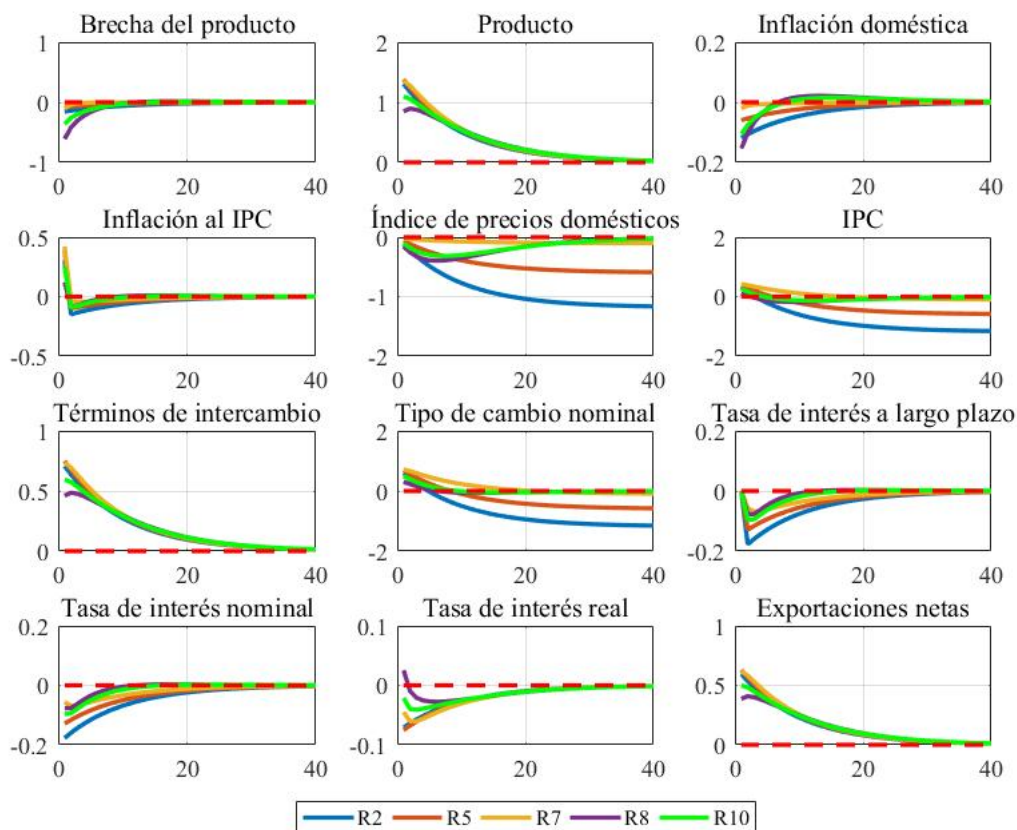 Brecha del producto
Producto
Inflación doméstica
1
0
-1
0 20 40
2
1
0
0 20 40
0.2
0
-0.2
0 20 40
Inflación al IPC
Índice de precios domésticos
IPC
0.5
0
-0.5
0 20 40
0
-1
-2
0 20 40
2
0
-2
0 20 40
Términos de intercambio
Tipo de cambio nominal
Tasa de interés a largo plazo
1
0.5
0
0 20 40
2
0
-2
0 20 40
0.2
0
-0.2
0 20 40
Tasa de interés nominal
Tasa de interés real
Exportaciones netas
0.2
0
-0.2
0 20 40
0.1
0
-0.1
0 20 40
1
0.5
0
0 20 40
R2 R5 R7 R8 R10